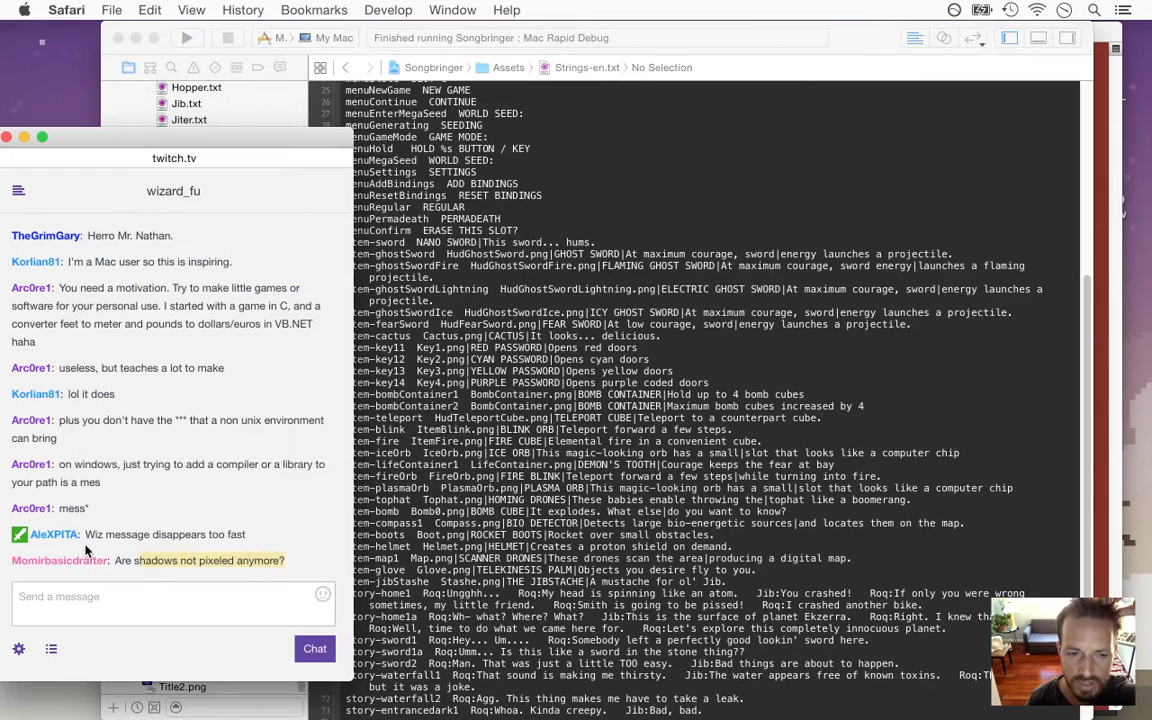 Safari File Edit View History Bookmarks Develop Window Help
M. My Mac Finished running Songbringer : Mac Rapid Debug
Songbringer Assets Strings-en.txt No Selection
Hopper.txt
Jib.txt
Jiter.txt
25 menuNewGame NEW GAME
26 menuContinue CONTINUE
27 menuEnterMegaSeed WORLD SEED:
28 menuGenerating SEEDING
enuGameMode GAME MODE:
enuHold HOLD %s BUTTON / KEY
enuMegaSeed WORLD SEED:
enuSettings SETTINGS
enuAddBindings ADD BINDINGS
enuResetBindings RESET BINDINGS
enuRegular REGULAR
enuPermadeath PERMADEATH
enuConfirm ERASE THIS SLOT?
tem-sword NANO SWORD|This sword... hums.
tem-ghostSword HudGhostSword.png|GHOST SWORD|At maximum courage, sword|energy launches a projectile.
tem-ghostSwordFire HudGhostSwordFire.png|FLAMING GHOST SWORD|At maximum courage, sword energy|launches a flaming
projectile.
tem-ghostSwordLightning HudGhostSwordLightning.png|ELECTRIC GHOST SWORD|At maximum courage, sword|energy launches a
projectile.
tem-ghostSwordIce HudGhostSwordIce.png|ICY GHOST SWORD|At maximum courage, sword|energy launches a projectile.
tem-fearSword HudFearSword.png|FEAR SWORD|At low courage, sword|energy launches a projectile.
tem-cactus Cactus.png|CACTUS|It looks... delicious.
tem-key11 Key1.png|RED PASSWORD|Opens red doors
tem-key12 Key2.png|CYAN PASSWORD|Opens cyan doors
tem-key13 Key3.png|YELLOW PASSWORD|Opens yellow doors
tem-key14 Key4.png|PURPLE PASSWORD|Opens purple coded doors
tem-bombContainer1 BombContainer.png|BOMB CONTAINER|Hold up to 4 bomb cubes
tem-bombContainer2 BombContainer.png|BOMB CONTAINER|Maximum bomb cubes increased by 4
tem-teleport HudTeleportCube.png|TELEPORT CUBE|Teleport to a counterpart cube.
tem-blink ItemBlink.png|BLINK ORB|Teleport forward a few steps.
tem-fire ItemFire.png|FIRE CUBE|Elemental fire in a convenient cube.
tem-iceOrb IceOrb.png|ICE ORB|This magic-looking orb has a small|slot that looks like a computer chip
tem-lifeContainer1 LifeContainer.png|DEMON'S TOOTH|Courage keeps the fear at bay
tem-fireOrb FireOrb.png|FIRE BLINK|Teleport forward a few steps|while turning into fire.
tem-plasmaOrb PlasmaOrb.png|PLASMA ORB|This magic-looking orb has a small|slot that looks like a computer chip
tem-tophat Tophat.png|HOMING DRONES|These babies enable throwing the|tophat like a boomerang.
tem-bomb Bomb0.png|BOMB CUBE|It explodes. What else|do you want to know?
tem-compass1 Compass.png|BIO DETECTOR|Detects large bio-energetic sources|and locates them on the map.
tem-boots Boot.png|ROCKET BOOTS|Rocket over small obstacles.
tem-helmet Helmet.png|HELMET|Creates a proton shield on demand.
tem-map1 Map.png|SCANNER DRONES|These drones scan the area|producing a digital map.
tem-glove Glove.png|TELEKINESIS PALM|Objects you desire fly to you.
tem-jibStashe Stashe.png|THE JIBSTACHE|A mustache for ol' Jib.
tory-home1 Roq:Ungghh... Roq:My head is spinning like an atom. Jib:You crashed! Roq:If only you were wrong
sometimes, my little friend. Roq:Smith is going to be pissed! Roq:I crashed another bike.
tory-home1a Roq:Wh- what? Where? What? Jib:This is the surface of planet Ekzerra. Roq:Right. I knew tha
Roq:Well, time to do what we came here for. Roq:Let's explore this completely innocuous planet.
tory-sword1 Roq:Hey... Um... Roq:Somebody left a perfectly good lookin' sword here.
tory-sword1a Roq:Umm... Is this like a sword in the stone thing??
tory-sword2 Roq:Man. That was just a little TOO easy. Jib:Bad things are about to happen.
tory-waterfall1 Roq:That sound is making me thirsty. Jib:The water appears free of known toxins. Roq:Th
but it was a joke.
72 story-waterfall2 Roq:Agg. This thing makes me have to take a leak.
73 story-entrancedark1 Roq:Whoa. Kinda creepy. Jib:Bad, bad.
twitch.tv
wizard_fu
TheGrimGary: Herro Mr. Nathan.
Korlian81: I'm a Mac user so this is inspiring.
Arc0re1: You need a motivation. Try to make little games or
software for your personal use. I started with a game in C, and a
converter feet to meter and pounds to dollars/euros in VB.NET
haha
Arc0re1: useless, but teaches a lot to make
Korlian81: lol it does
Arc0re1: plus you don't have the *** that a non unix environment
can bring
Arc0re1: on windows, just trying to add a compiler or a library to
your path is a mes
Arc0re1: mess*
AleXPITA: Wiz message disappears too fast
Momirbasicdrafter: Are shadows not pixeled anymore?
Send a message
Chat
Title2.png